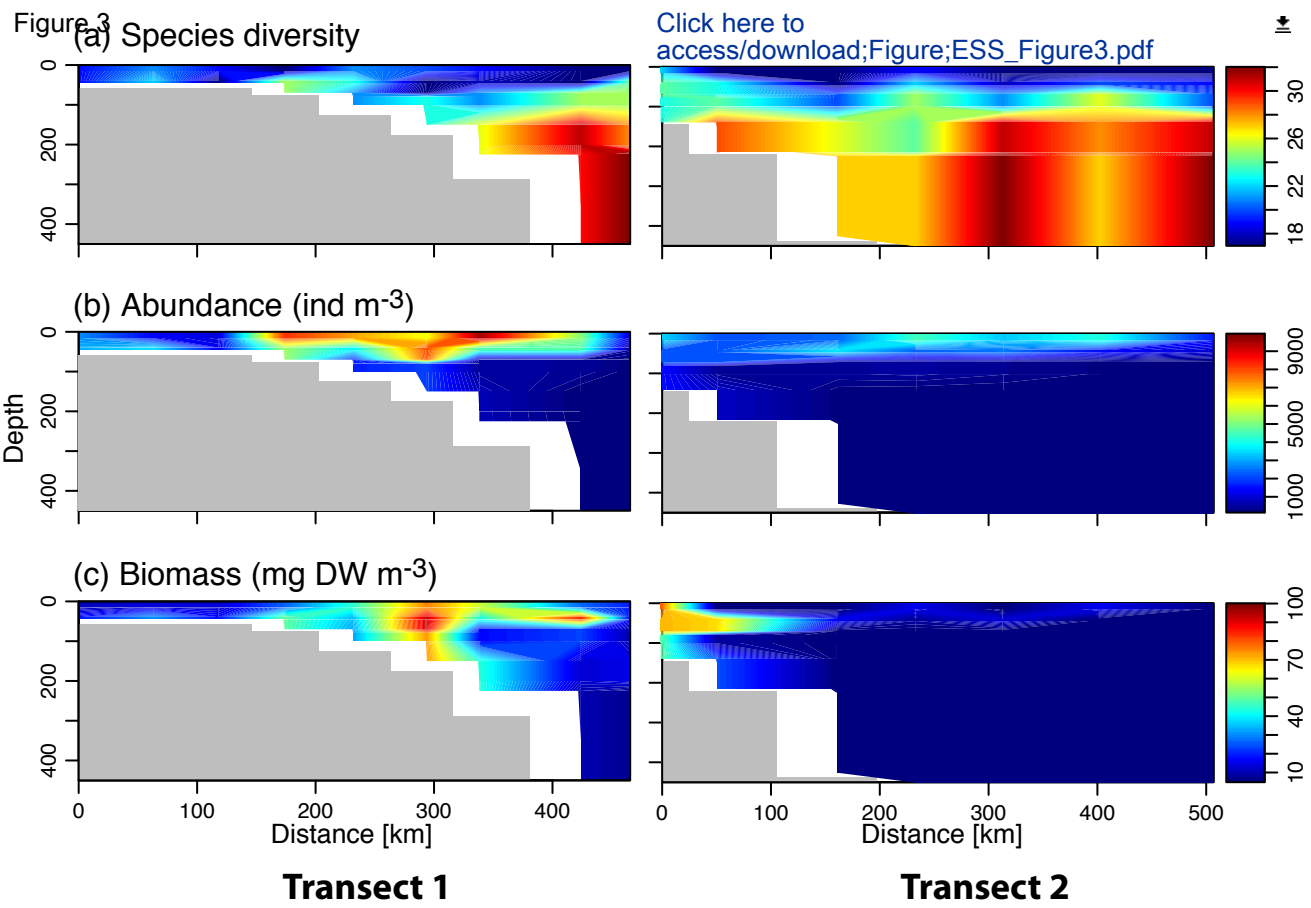 Figure 3
Click here to
access/download;Figure;ESS_Figure3.pdf
(a) Species diversity
0
200
400
18
22
26
30
(b) Abundance (ind m-3)
0
200
400
Depth
1000
5000
9000
(c) Biomass (mg DW m-3)
0
200
400
10
40
70
100
0 100 200 300 400
0 100 200 300 400 500
Distance [km]
Distance [km]
Transect 1
Transect 2